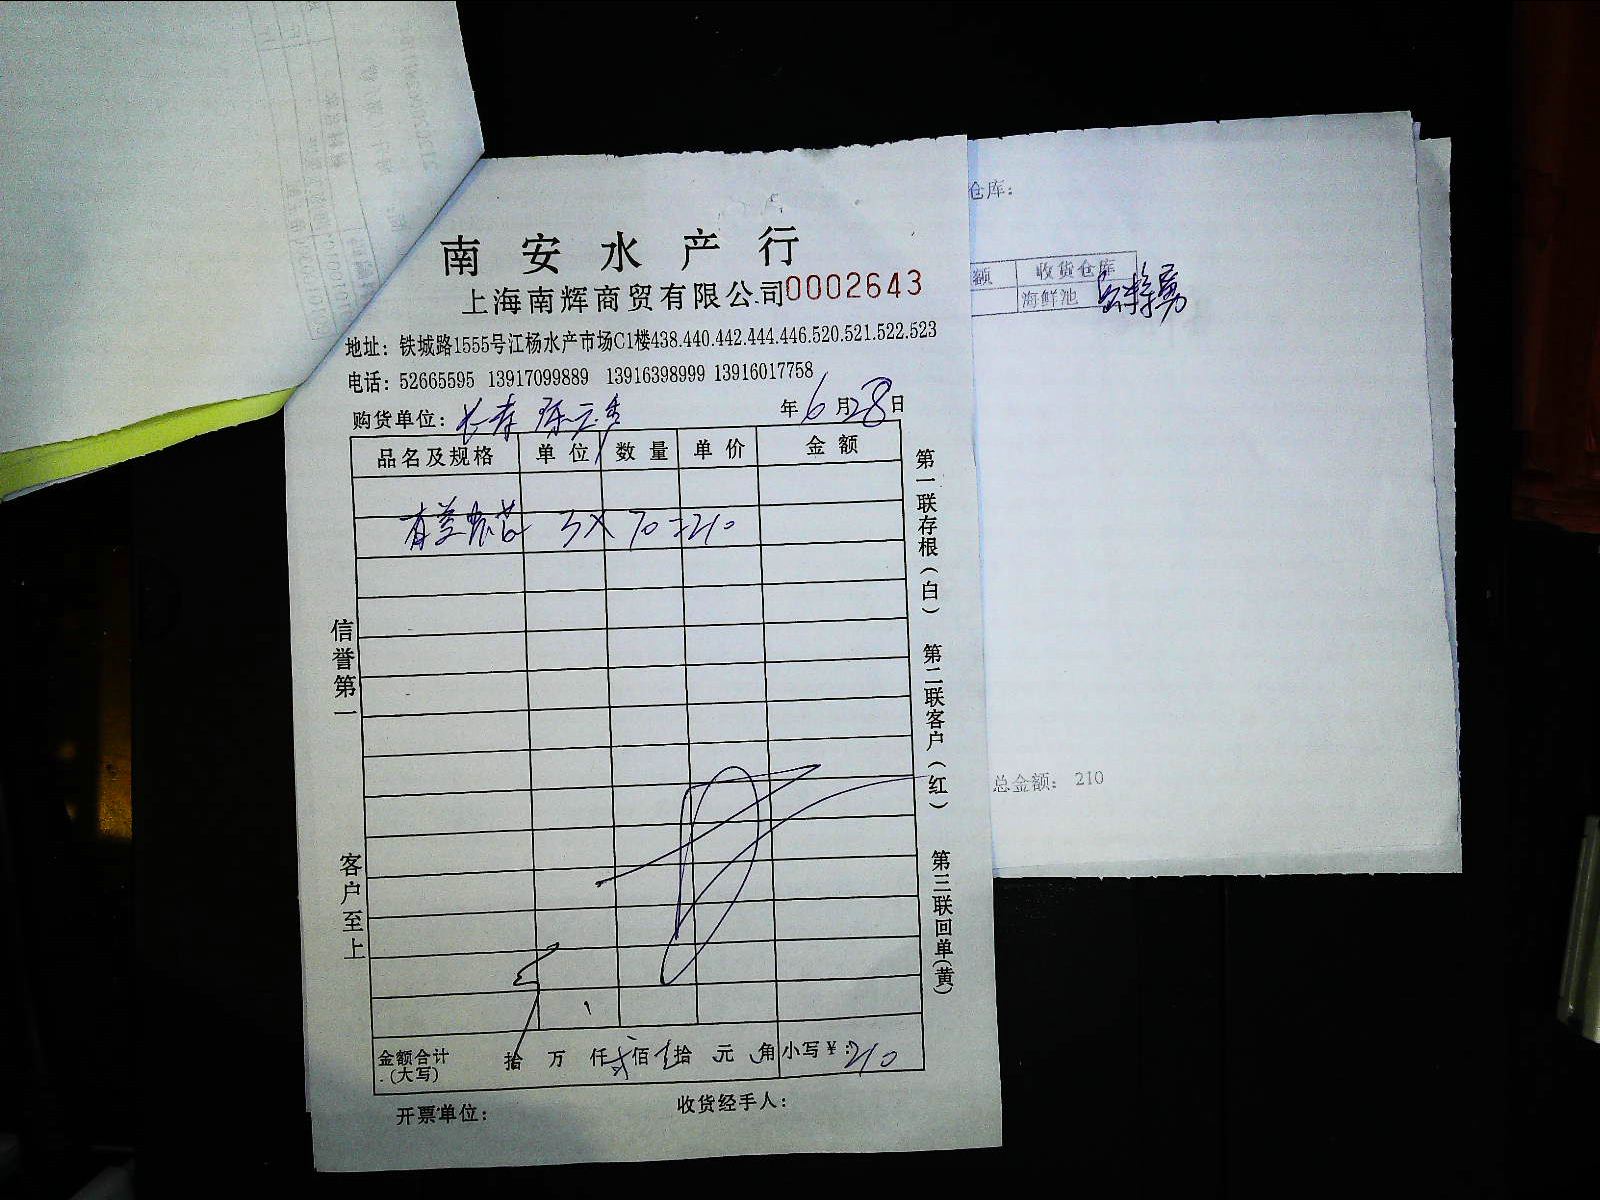 南安水产行
上海南辉商贸有限公司0002643
地址：铁城路1555号江杨水产市场C1楼438.440.442.444.446.520.521.522.523
电话：52665595 13917099889 13916398999 13916017758
购货单位：长寿 年6月28日
品名及规格 单位 数量 单价 金额
3× 70=210
信誉第一
客户至上
第一联存根(白)
第二联客户(红)
第三联回单(黄)
金额合计(大写) 拾 万 仟 贰佰 壹拾 元 角 小写¥：210
开票单位： 收货经手人：
仓库：
额 收货仓库
海鲜池
总金额： 210